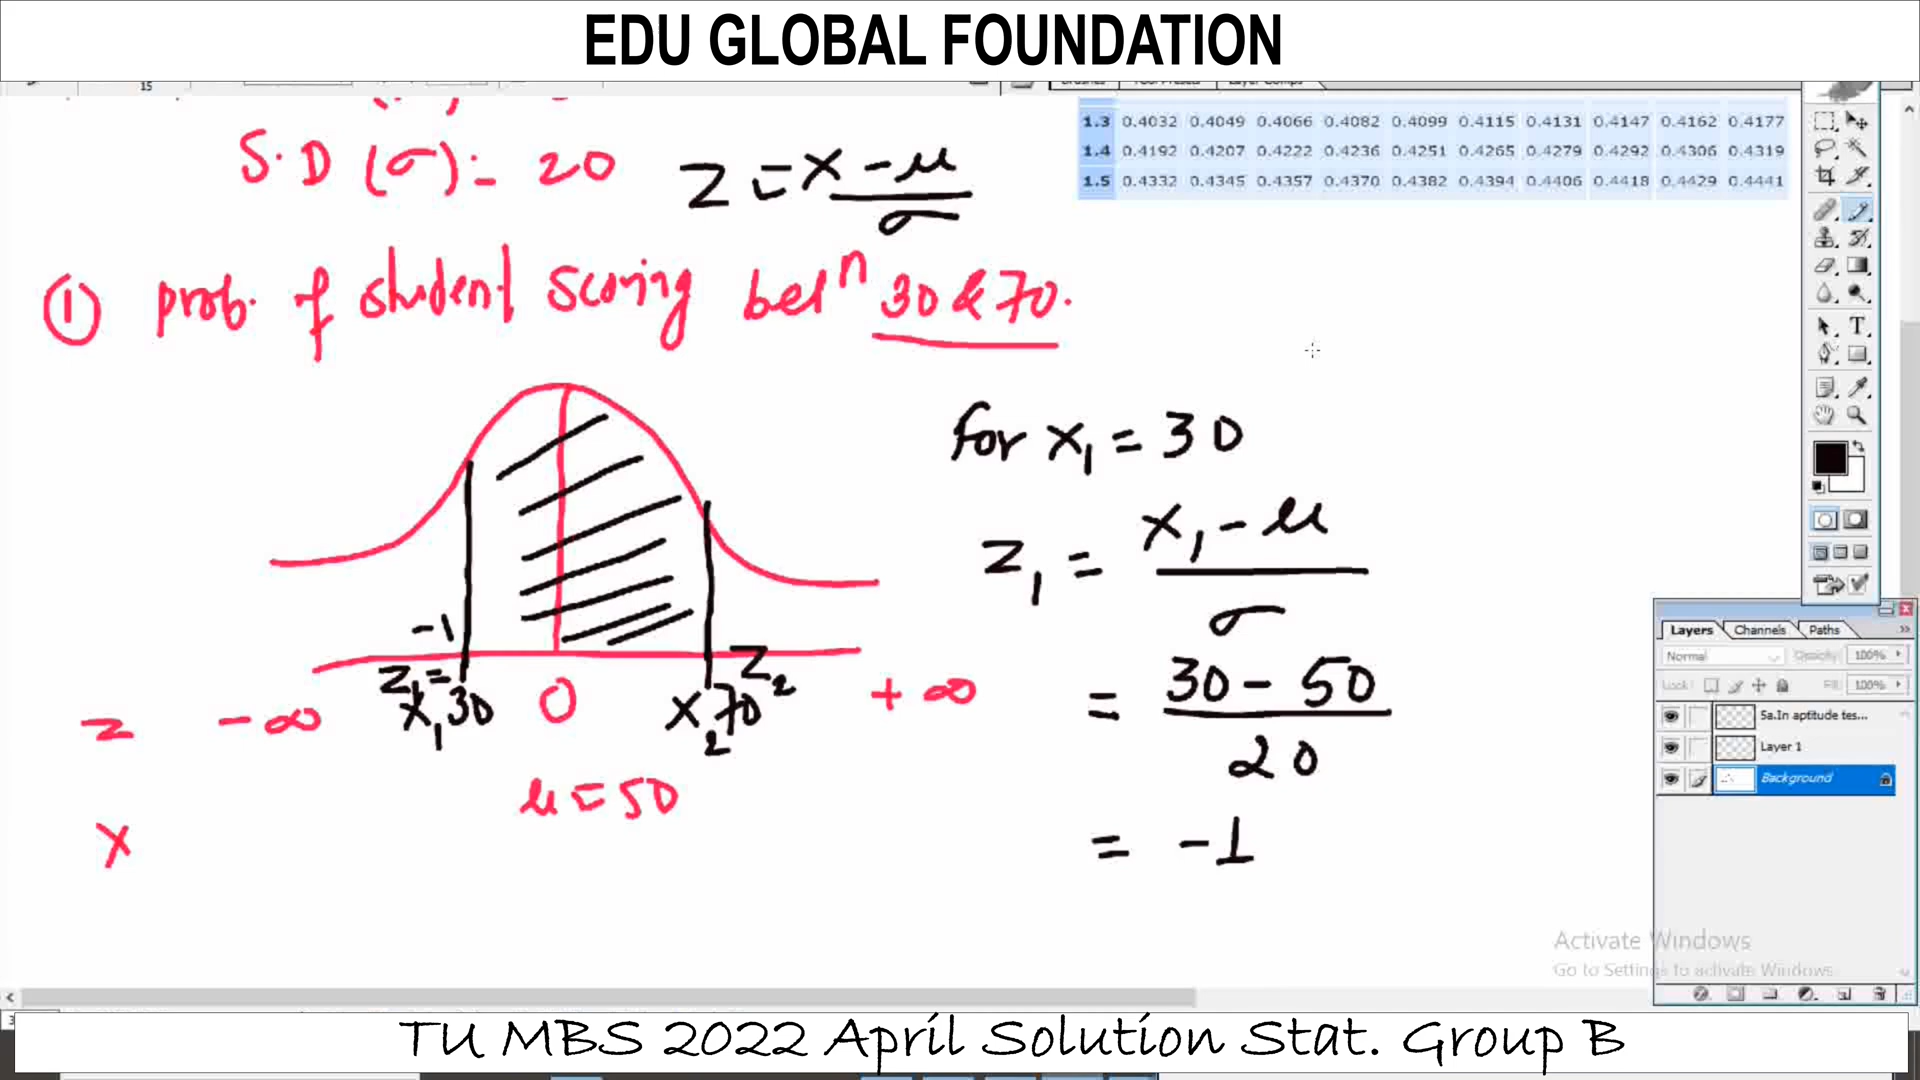 EDU GLOBAL FOUNDATION
15
S.D (σ): 20
z = x - μ
σ
1.3 0.4032 0.4049 0.4066 0.4082 0.4099 0.4115 0.4131 0.4147 0.4162 0.4177
1.4 0.4192 0.4207 0.4222 0.4236 0.4251 0.4265 0.4279 0.4292 0.4306 0.4319
1.5 0.4332 0.4345 0.4357 0.4370 0.4382 0.4394 0.4406 0.4418 0.4429 0.4441
① prob. of student scoring betⁿ 30 & 70.
for x₁ = 30
z₁ = x₁ - μ
σ
= 30 - 50
20
= -1
-1
z₁ = z₂
x₁ 30 0 x₂ 70
z -∞ +∞
μ = 50
X
Layers Channels Paths
Normal Opacity: 100%
Lock: Fill: 100%
5a.In aptitude tes...
Layer 1
Background
Activate Windows
Go to Settings to activate Windows.
TU MBS 2022 April Solution Stat. Group B